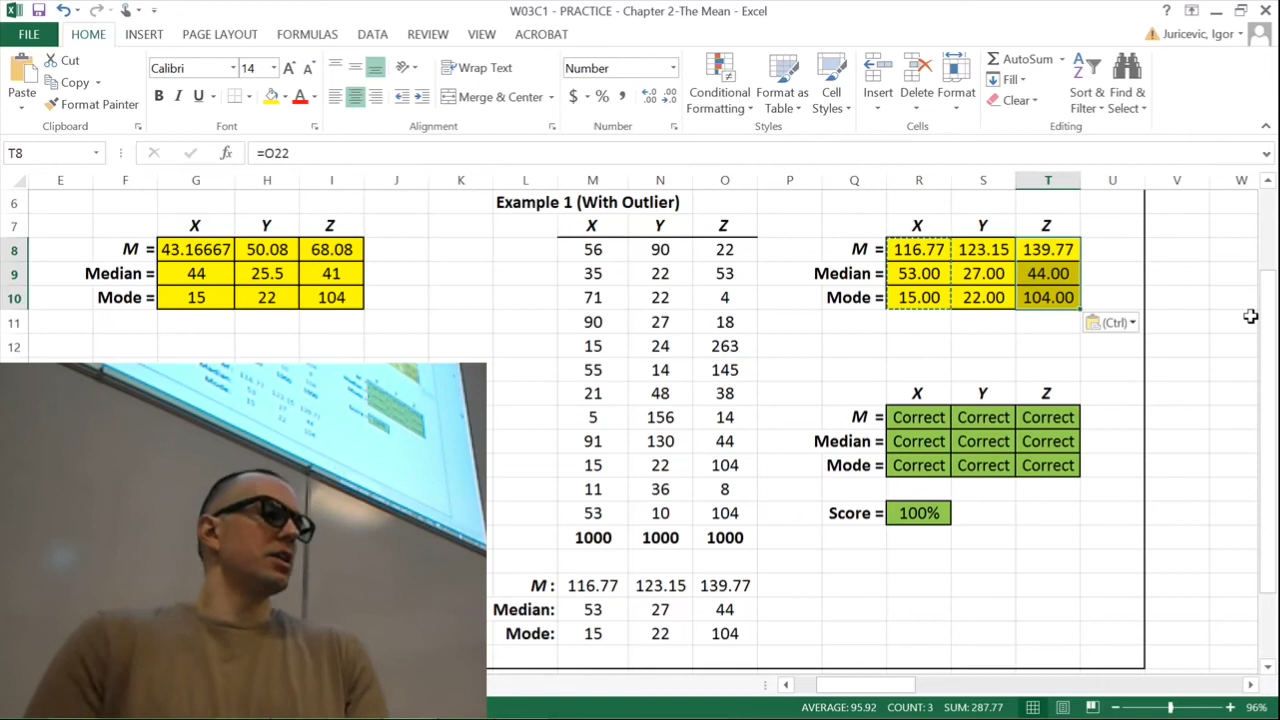 W03C1 - PRACTICE - Chapter 2-The Mean - Excel
FILE HOME INSERT PAGE LAYOUT FORMULAS DATA REVIEW VIEW ACROBAT Juricevic, Igor
Cut Calibri 14 Wrap Text Number AutoSum
Copy Fill
Paste Format Painter B I U Merge & Center $ % Conditional Formatting Format as Table Cell Styles Insert Delete Format Clear Sort & Filter Find & Select
Clipboard Font Alignment Number Styles Cells Editing
T8 fx =O22
E F G H I J K L M N O P Q R S T U V W
6 Example 1 (With Outlier)
7 X Y Z X Y Z X Y Z
8 M = 43.16667 50.08 68.08 56 90 22 M = 116.77 123.15 139.77
9 Median = 44 25.5 41 35 22 53 Median = 53.00 27.00 44.00
10 Mode = 15 22 104 71 22 4 Mode = 15.00 22.00 104.00
11 90 27 18 (Ctrl)
12 15 24 263
55 14 145
21 48 38 X Y Z
5 156 14 M = Correct Correct Correct
91 130 44 Median = Correct Correct Correct
15 22 104 Mode = Correct Correct Correct
11 36 8
53 10 104 Score = 100%
1000 1000 1000
M : 116.77 123.15 139.77
Median: 53 27 44
Mode: 15 22 104
AVERAGE: 95.92 COUNT: 3 SUM: 287.77 96%